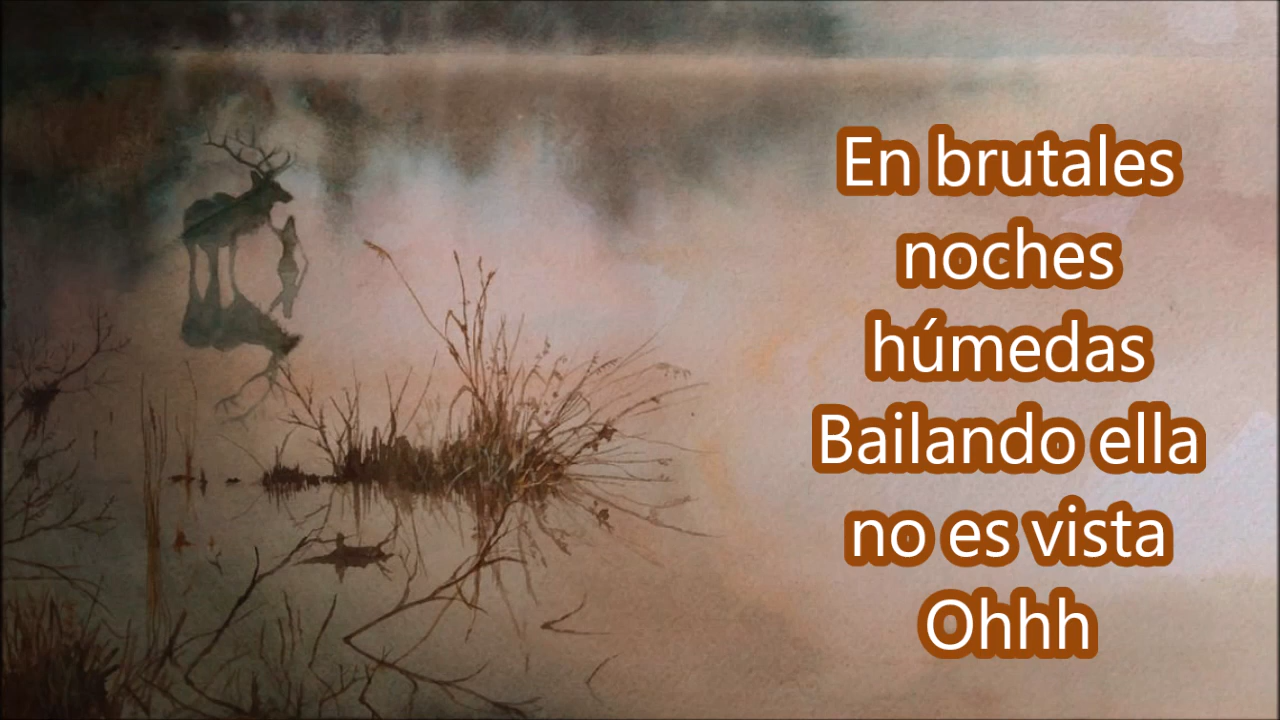 En brutales
noches
húmedas
Bailando ella
no es vista
Ohhh